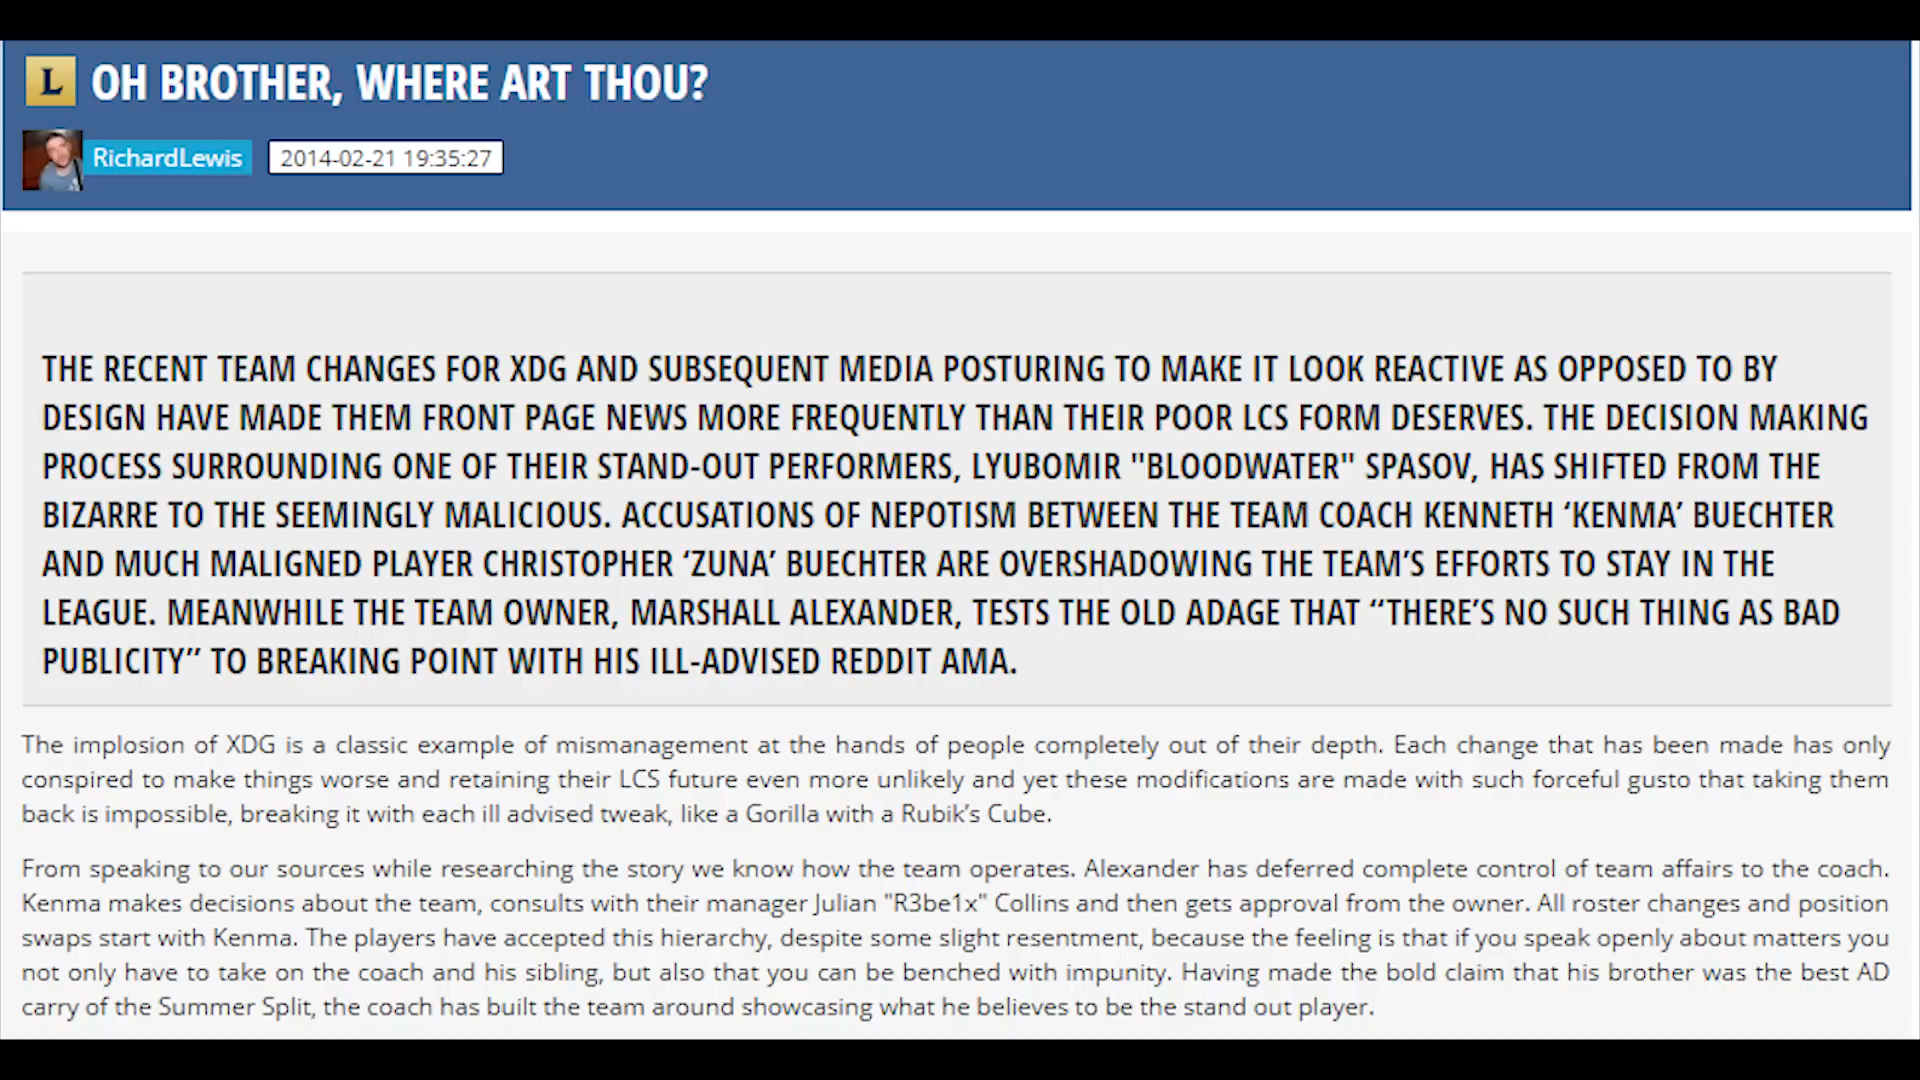 L OH BROTHER, WHERE ART THOU?
RichardLewis 2014-02-21 19:35:27
THE RECENT TEAM CHANGES FOR XDG AND SUBSEQUENT MEDIA POSTURING TO MAKE IT LOOK REACTIVE AS OPPOSED TO BY
DESIGN HAVE MADE THEM FRONT PAGE NEWS MORE FREQUENTLY THAN THEIR POOR LCS FORM DESERVES. THE DECISION MAKING
PROCESS SURROUNDING ONE OF THEIR STAND-OUT PERFORMERS, LYUBOMIR "BLOODWATER" SPASOV, HAS SHIFTED FROM THE
BIZARRE TO THE SEEMINGLY MALICIOUS. ACCUSATIONS OF NEPOTISM BETWEEN THE TEAM COACH KENNETH ‘KENMA’ BUECHTER
AND MUCH MALIGNED PLAYER CHRISTOPHER ‘ZUNA’ BUECHTER ARE OVERSHADOWING THE TEAM’S EFFORTS TO STAY IN THE
LEAGUE. MEANWHILE THE TEAM OWNER, MARSHALL ALEXANDER, TESTS THE OLD ADAGE THAT “THERE’S NO SUCH THING AS BAD
PUBLICITY” TO BREAKING POINT WITH HIS ILL-ADVISED REDDIT AMA.
The implosion of XDG is a classic example of mismanagement at the hands of people completely out of their depth. Each change that has been made has only
conspired to make things worse and retaining their LCS future even more unlikely and yet these modifications are made with such forceful gusto that taking them
back is impossible, breaking it with each ill advised tweak, like a Gorilla with a Rubik’s Cube.
From speaking to our sources while researching the story we know how the team operates. Alexander has deferred complete control of team affairs to the coach.
Kenma makes decisions about the team, consults with their manager Julian "R3be1x" Collins and then gets approval from the owner. All roster changes and position
swaps start with Kenma. The players have accepted this hierarchy, despite some slight resentment, because the feeling is that if you speak openly about matters you
not only have to take on the coach and his sibling, but also that you can be benched with impunity. Having made the bold claim that his brother was the best AD
carry of the Summer Split, the coach has built the team around showcasing what he believes to be the stand out player.